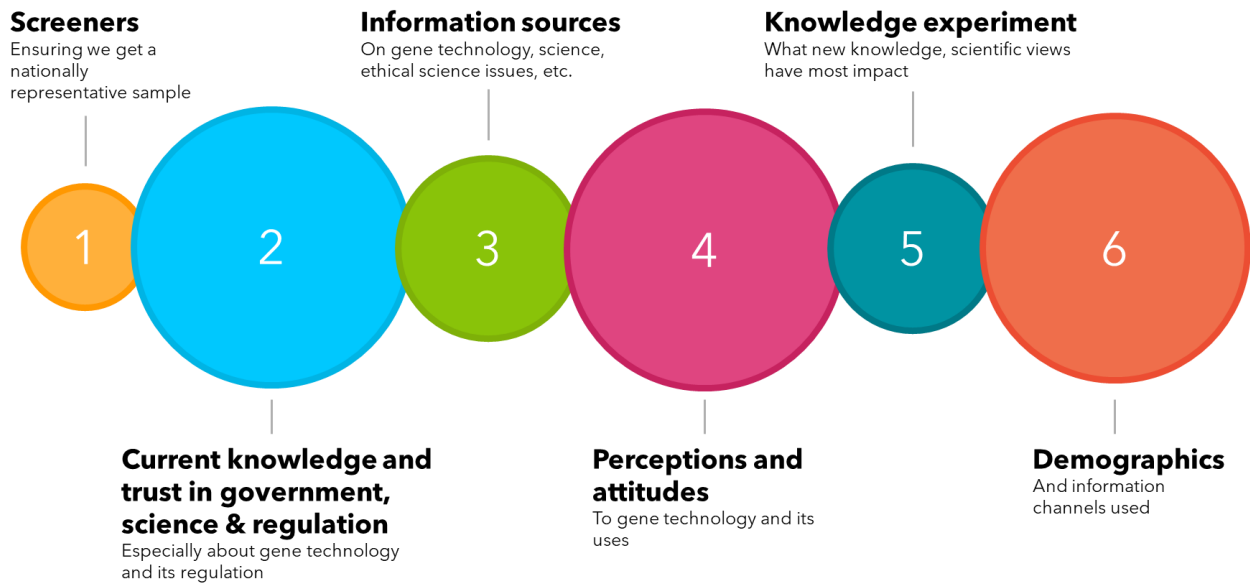 Screeners
Ensuring we get a
nationally
representative sample
Information sources
On gene technology, science,
ethical science issues, etc.
Knowledge experiment
What new knowledge, scientific views
have most impact
1
2
3
4
5
6
Current knowledge and
trust in government,
science & regulation
Especially about gene technology
and its regulation
Perceptions and
attitudes
To gene technology and its
uses
Demographics
And information
channels used